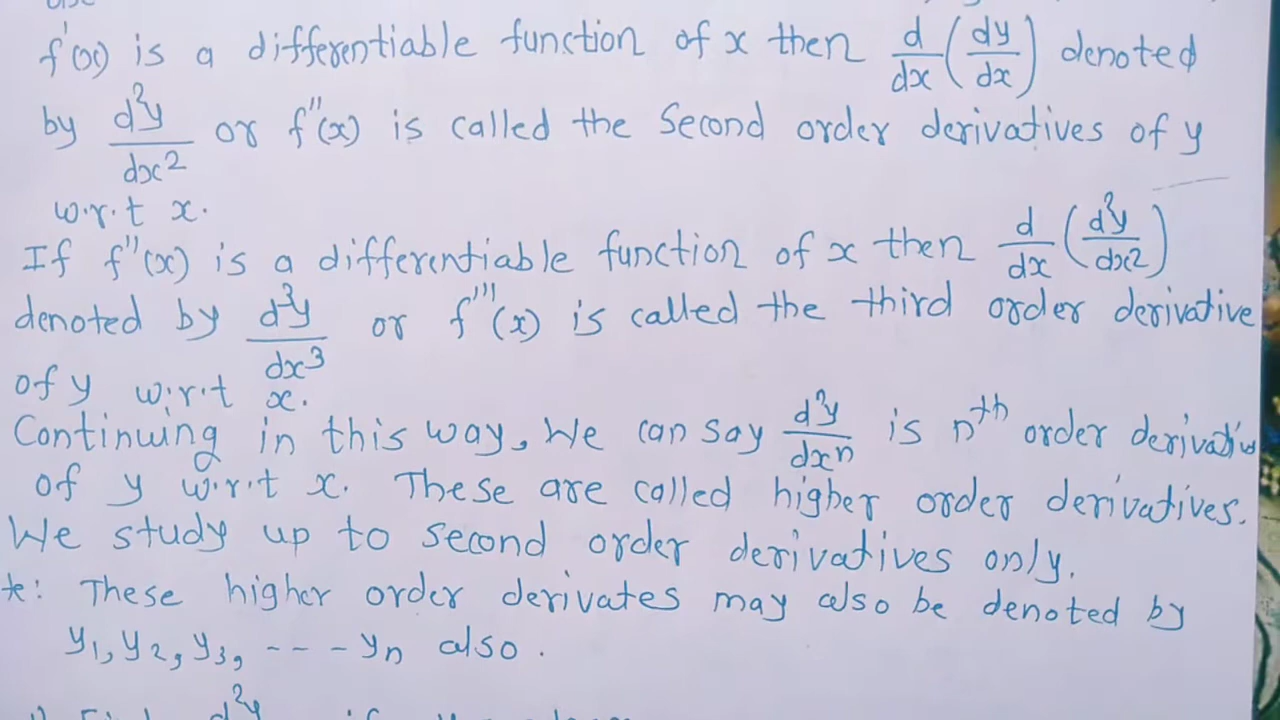 f'(x) is a differentiable function of x then d/dx (dy/dx) denoted
by d²y/dx² or f''(x) is called the Second order derivatives of y
w.r.t x.
If f''(x) is a differentiable function of x then d/dx (d²y/dx²)
denoted by d³y/dx³ or f'''(x) is called the third order derivative
of y w.r.t x.
Continuing in this way, We can say dⁿy/dxⁿ is nth order derivative
of y w.r.t x. These are called higher order derivatives.
We study up to second order derivatives only.
*: These higher order derivates may also be denoted by
y₁, y₂, y₃, - - - - yₙ also.
d²y if